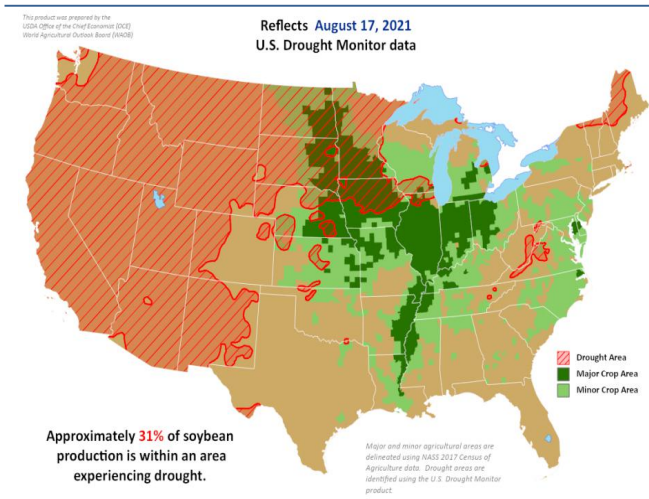 This product was prepared by the
USDA Office of the Chief Economist (OCE)
World Agricultural Outlook Board (WAOB)
Reflects August 17, 2021
U.S. Drought Monitor data
Drought Area
Major Crop Area
Minor Crop Area
Approximately 31% of soybean
production is within an area
experiencing drought.
Major and minor agricultural areas are
delineated using NASS 2017 Census of
Agriculture data. Drought areas are
identified using the U.S. Drought Monitor
product.